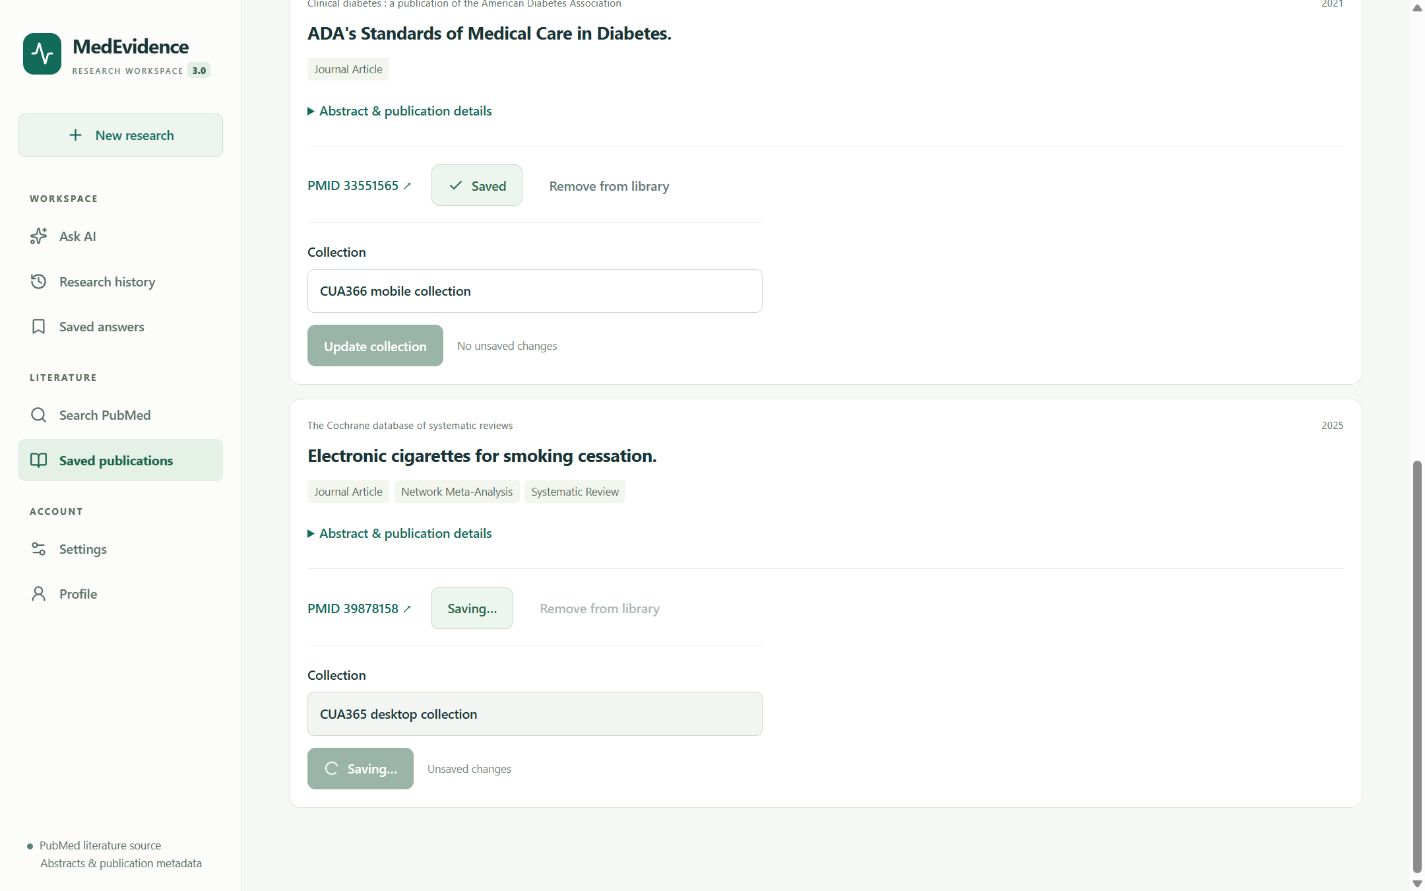 MedEvidence
RESEARCH WORKSPACE 3.0
New research
WORKSPACE
Ask AI
Research history
Saved answers
LITERATURE
Search PubMed
Saved publications
ACCOUNT
Settings
Profile
PubMed literature source
Abstracts & publication metadata
Clinical diabetes : a publication of the American Diabetes Association
2021
ADA's Standards of Medical Care in Diabetes.
Journal Article
Abstract & publication details
PMID 33551565
Saved
Remove from library
Collection
CUA366 mobile collection
Update collection
No unsaved changes
The Cochrane database of systematic reviews
2025
Electronic cigarettes for smoking cessation.
Journal Article
Network Meta-Analysis
Systematic Review
Abstract & publication details
PMID 39878158
Saving...
Remove from library
Collection
CUA365 desktop collection
Saving...
Unsaved changes